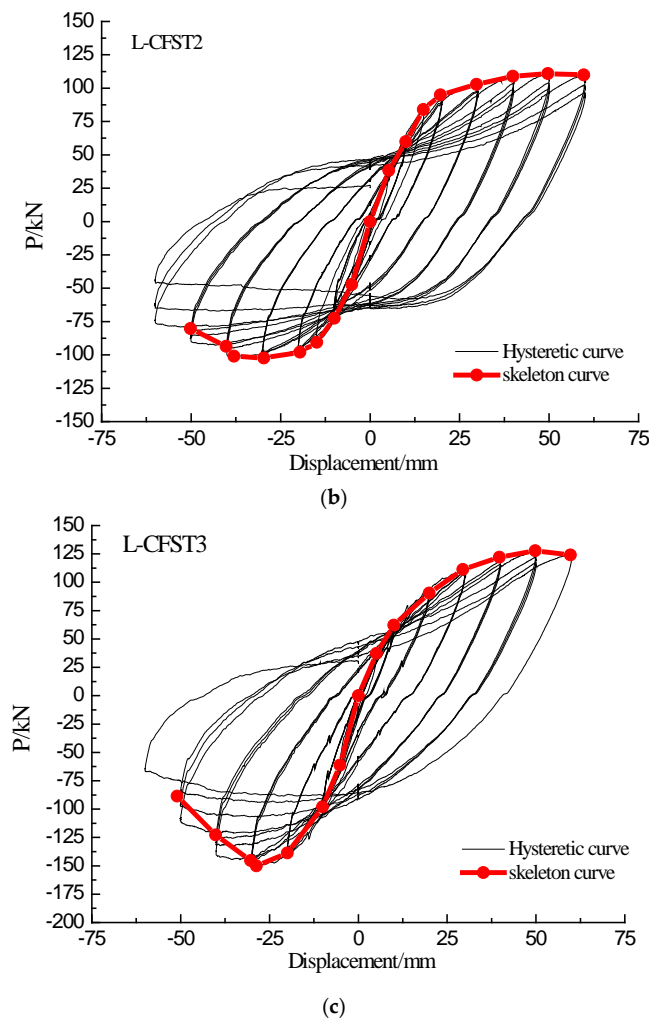 L-CFST2
P/kN
150
125
100
75
50
25
0
-25
-50
-75
-100
-125
-150
Hysteretic curve
skeleton curve
-75 -50 -25 0 25 50 75
Displacement/mm
(b)
L-CFST3
P/kN
150
125
100
75
50
25
0
-25
-50
-75
-100
-125
-150
-175
-200
Hysteretic curve
skeleton curve
-75 -50 -25 0 25 50 75
Displacement/mm
(c)